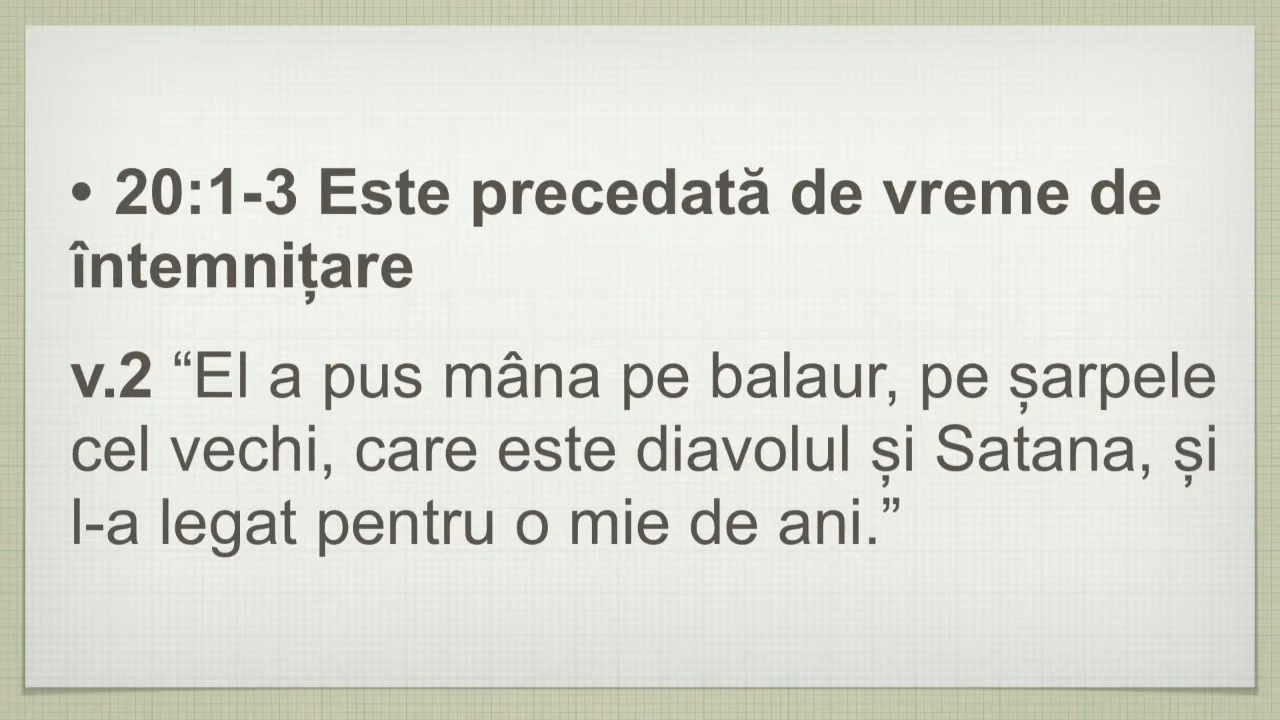 • 20:1-3 Este precedată de vreme de
întemnițare
v.2 “El a pus mâna pe balaur, pe șarpele
cel vechi, care este diavolul și Satana, și
l-a legat pentru o mie de ani.”